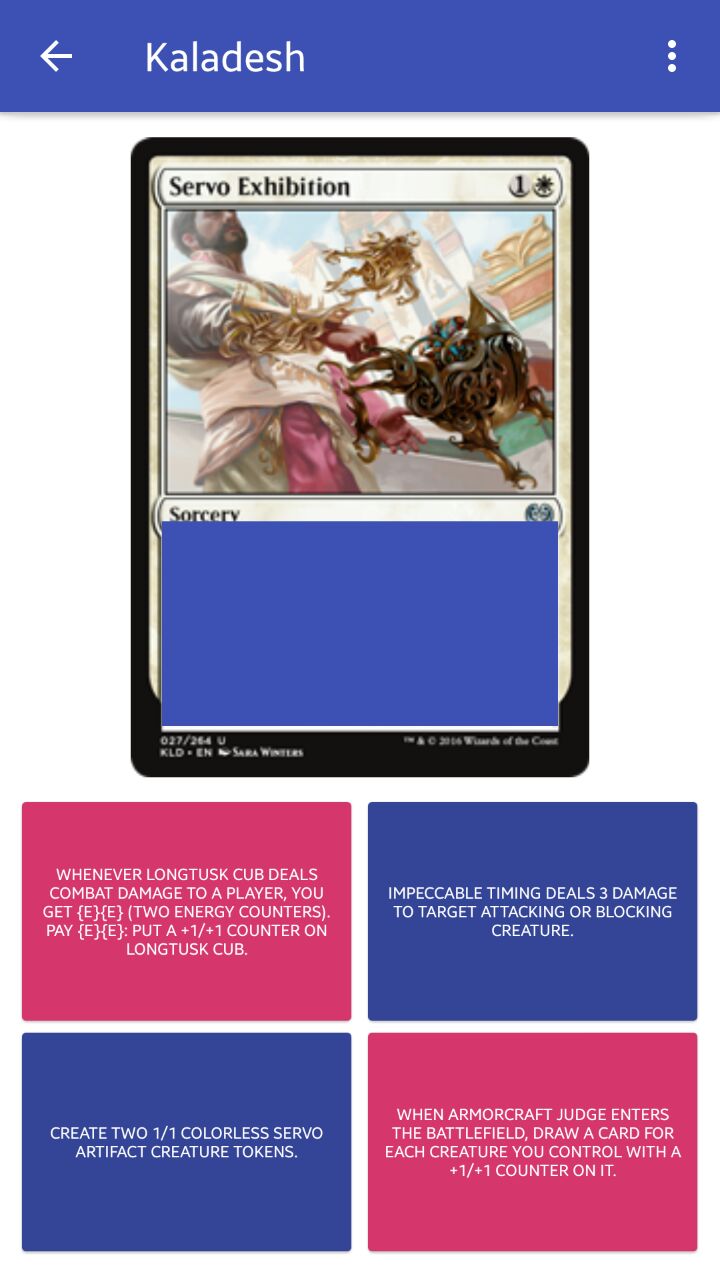 Kaladesh
Servo Exhibition
1
Sorcery
027/264 U
KLD • EN SARA WINTERS
™ & © 2016 Wizards of the Coast
WHENEVER LONGTUSK CUB DEALS
COMBAT DAMAGE TO A PLAYER, YOU
GET {E}{E} (TWO ENERGY COUNTERS).
PAY {E}{E}: PUT A +1/+1 COUNTER ON
LONGTUSK CUB.
IMPECCABLE TIMING DEALS 3 DAMAGE
TO TARGET ATTACKING OR BLOCKING
CREATURE.
CREATE TWO 1/1 COLORLESS SERVO
ARTIFACT CREATURE TOKENS.
WHEN ARMORCRAFT JUDGE ENTERS
THE BATTLEFIELD, DRAW A CARD FOR
EACH CREATURE YOU CONTROL WITH A
+1/+1 COUNTER ON IT.